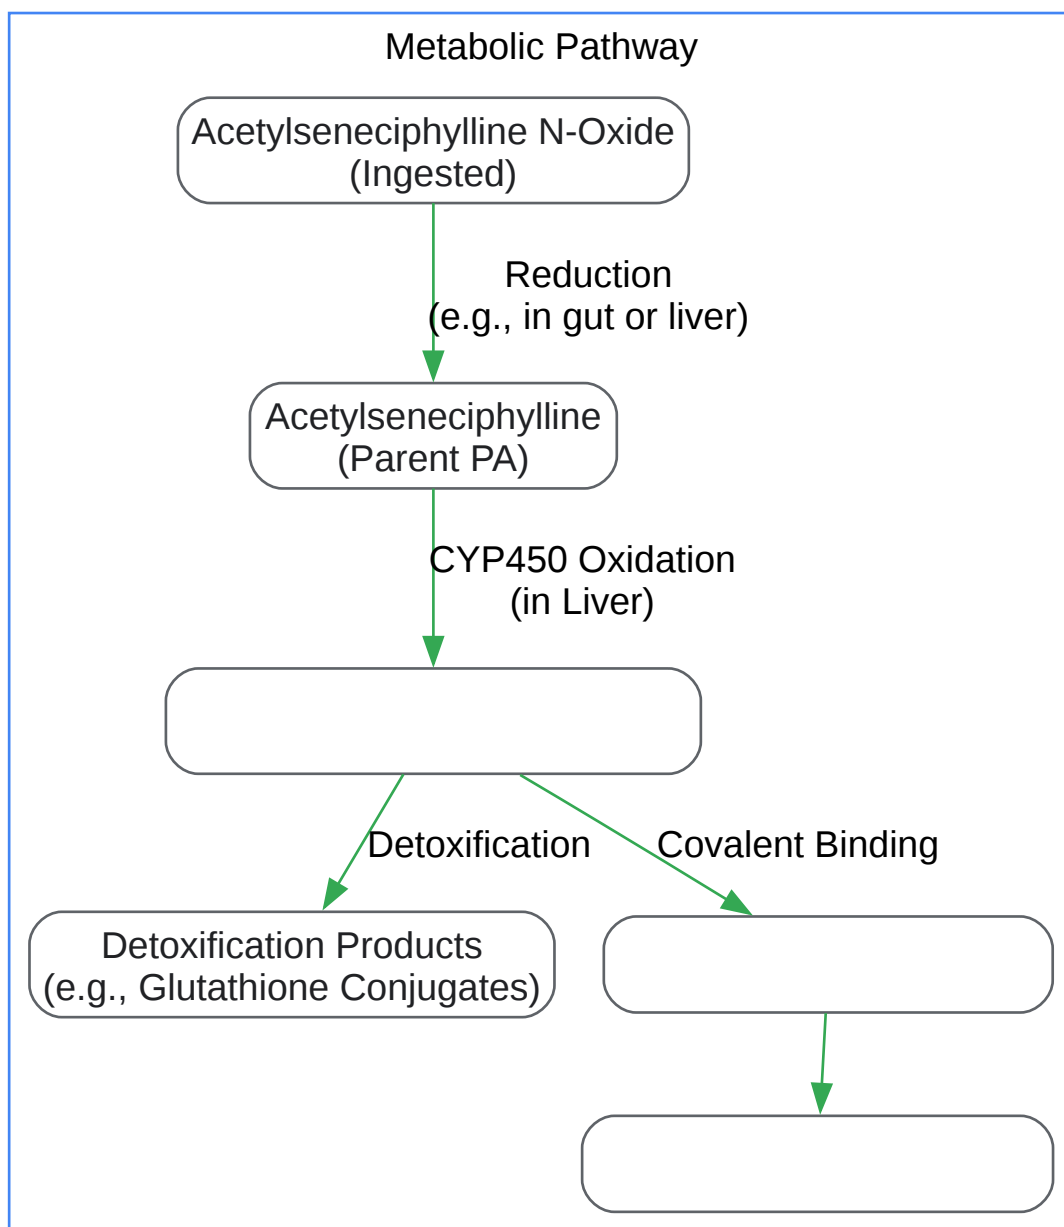 Metabolic Pathway
Acetylseneciphylline N-Oxide
(Ingested)
Reduction
(e.g., in gut or liver)
Acetylseneciphylline
(Parent PA)
CYP450 Oxidation
(in Liver)
Detoxification
Covalent Binding
Detoxification Products
(e.g., Glutathione Conjugates)